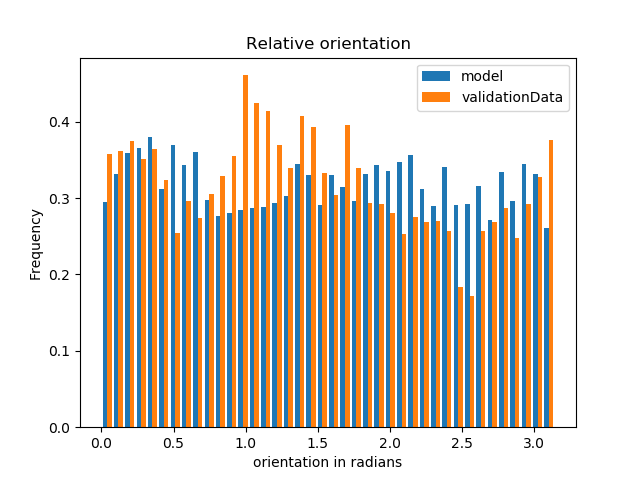 Relative orientation
model
validationData
Frequency
0.4
0.3
0.2
0.1
0.0
0.0 0.5 1.0 1.5 2.0 2.5 3.0
orientation in radians